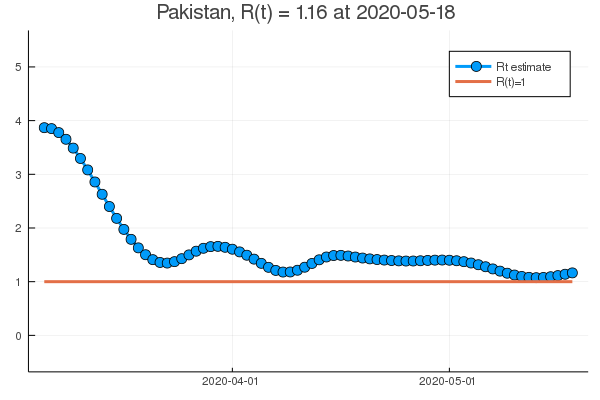 Pakistan, R(t) = 1.16 at 2020-05-18
5
Rt estimate
R(t)=1
4
3
2
1
0
2020-04-01
2020-05-01